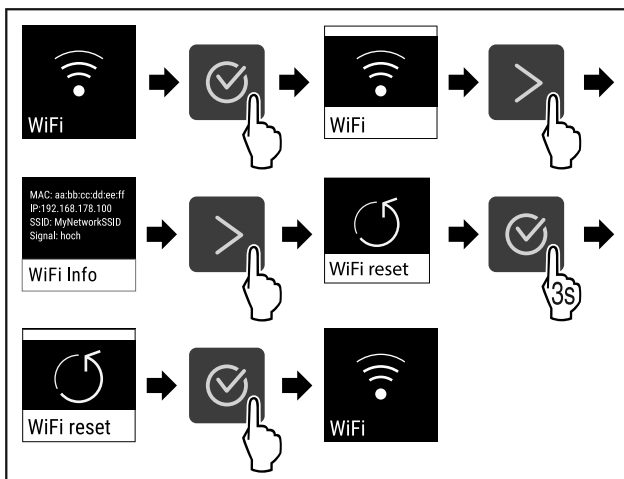 WiFi
WiFi
MAC: aa:bb:cc:dd:ee:ff
IP:192.168.178.100
SSID: MyNetworkSSID
Signal: hoch
WiFi Info
WiFi reset
3s
WiFi reset
WiFi